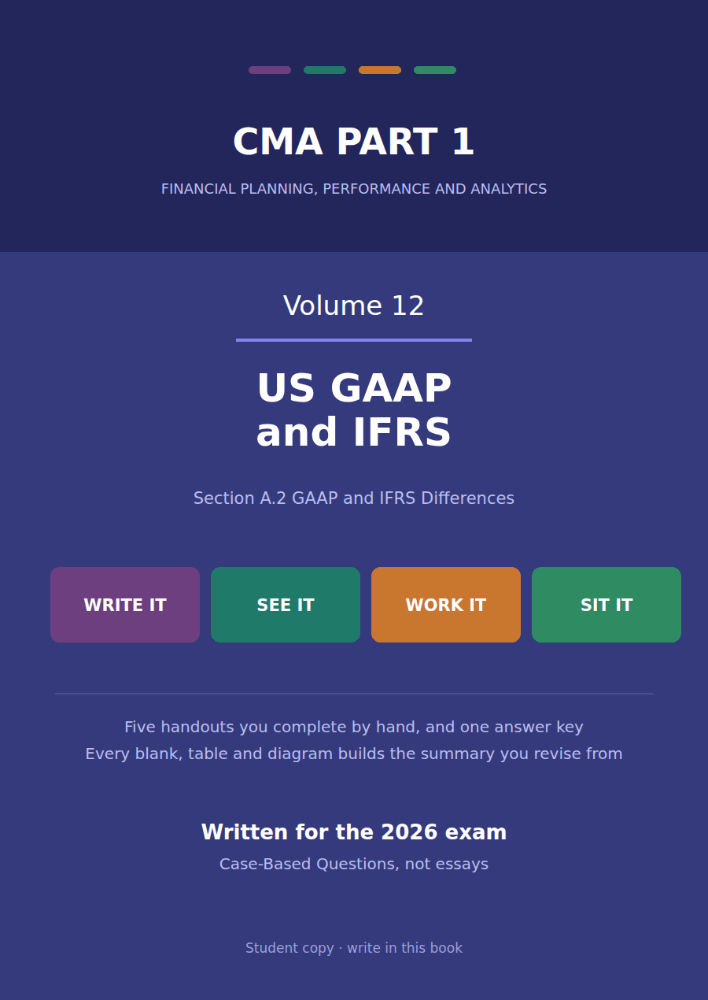 CMA PART 1
FINANCIAL PLANNING, PERFORMANCE AND ANALYTICS
Volume 12
US GAAP
and IFRS
Section A.2 GAAP and IFRS Differences
WRITE IT
SEE IT
WORK IT
SIT IT
Five handouts you complete by hand, and one answer key
Every blank, table and diagram builds the summary you revise from
Written for the 2026 exam
Case-Based Questions, not essays
Student copy · write in this book